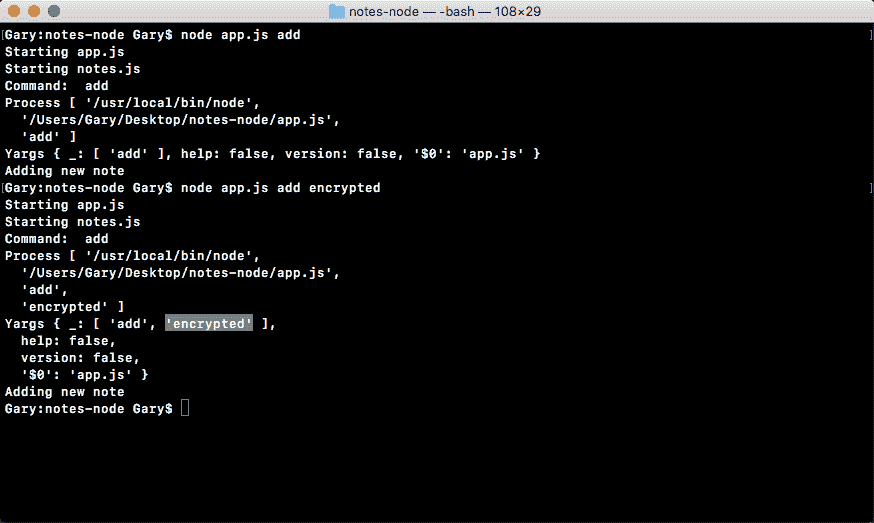 notes-node — -bash — 108×29
[Gary:notes-node Gary$ node app.js add ]
Starting app.js
Starting notes.js
Command:  add
Process [ '/usr/local/bin/node',
  '/Users/Gary/Desktop/notes-node/app.js',
  'add' ]
Yargs { _: [ 'add' ], help: false, version: false, '$0': 'app.js' }
Adding new note
[Gary:notes-node Gary$ node app.js add encrypted ]
Starting app.js
Starting notes.js
Command:  add
Process [ '/usr/local/bin/node',
  '/Users/Gary/Desktop/notes-node/app.js',
  'add',
  'encrypted' ]
Yargs { _: [ 'add', 'encrypted' ],
  help: false,
  version: false,
  '$0': 'app.js' }
Adding new note
Gary:notes-node Gary$